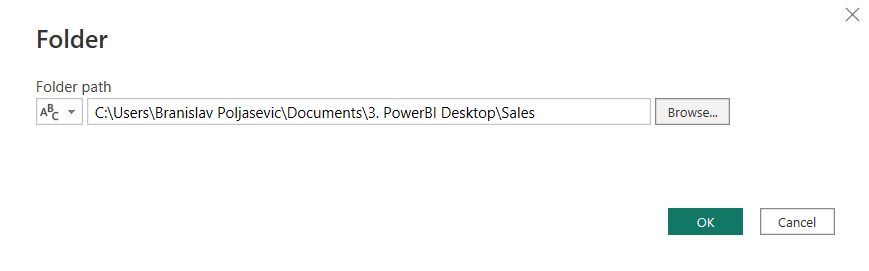 Folder
Folder path
ABC C:\Users\Branislav Poljasevic\Documents\3. PowerBI Desktop\Sales Browse...
OK Cancel